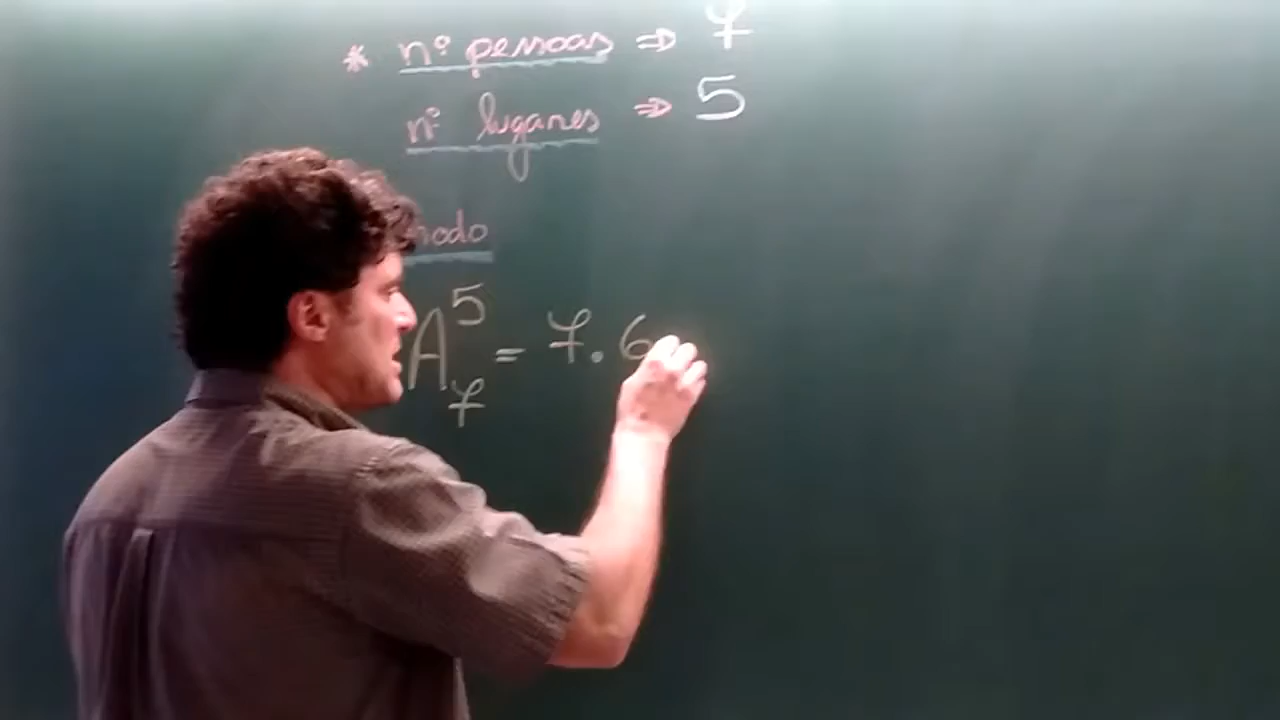 * nº pessoas ⇒ 7
nº lugares ⇒ 5
modo
A⁵₇ = 7.6